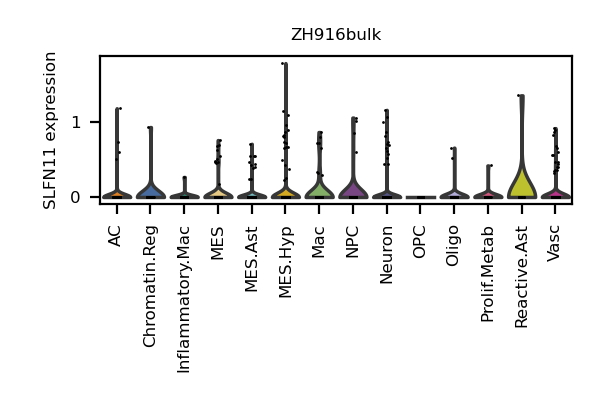 ZH916bulk
SLFN11 expression
1
0
AC
Chromatin.Reg
Inflammatory.Mac
MES
MES.Ast
MES.Hyp
Mac
NPC
Neuron
OPC
Oligo
Prolif.Metab
Reactive.Ast
Vasc